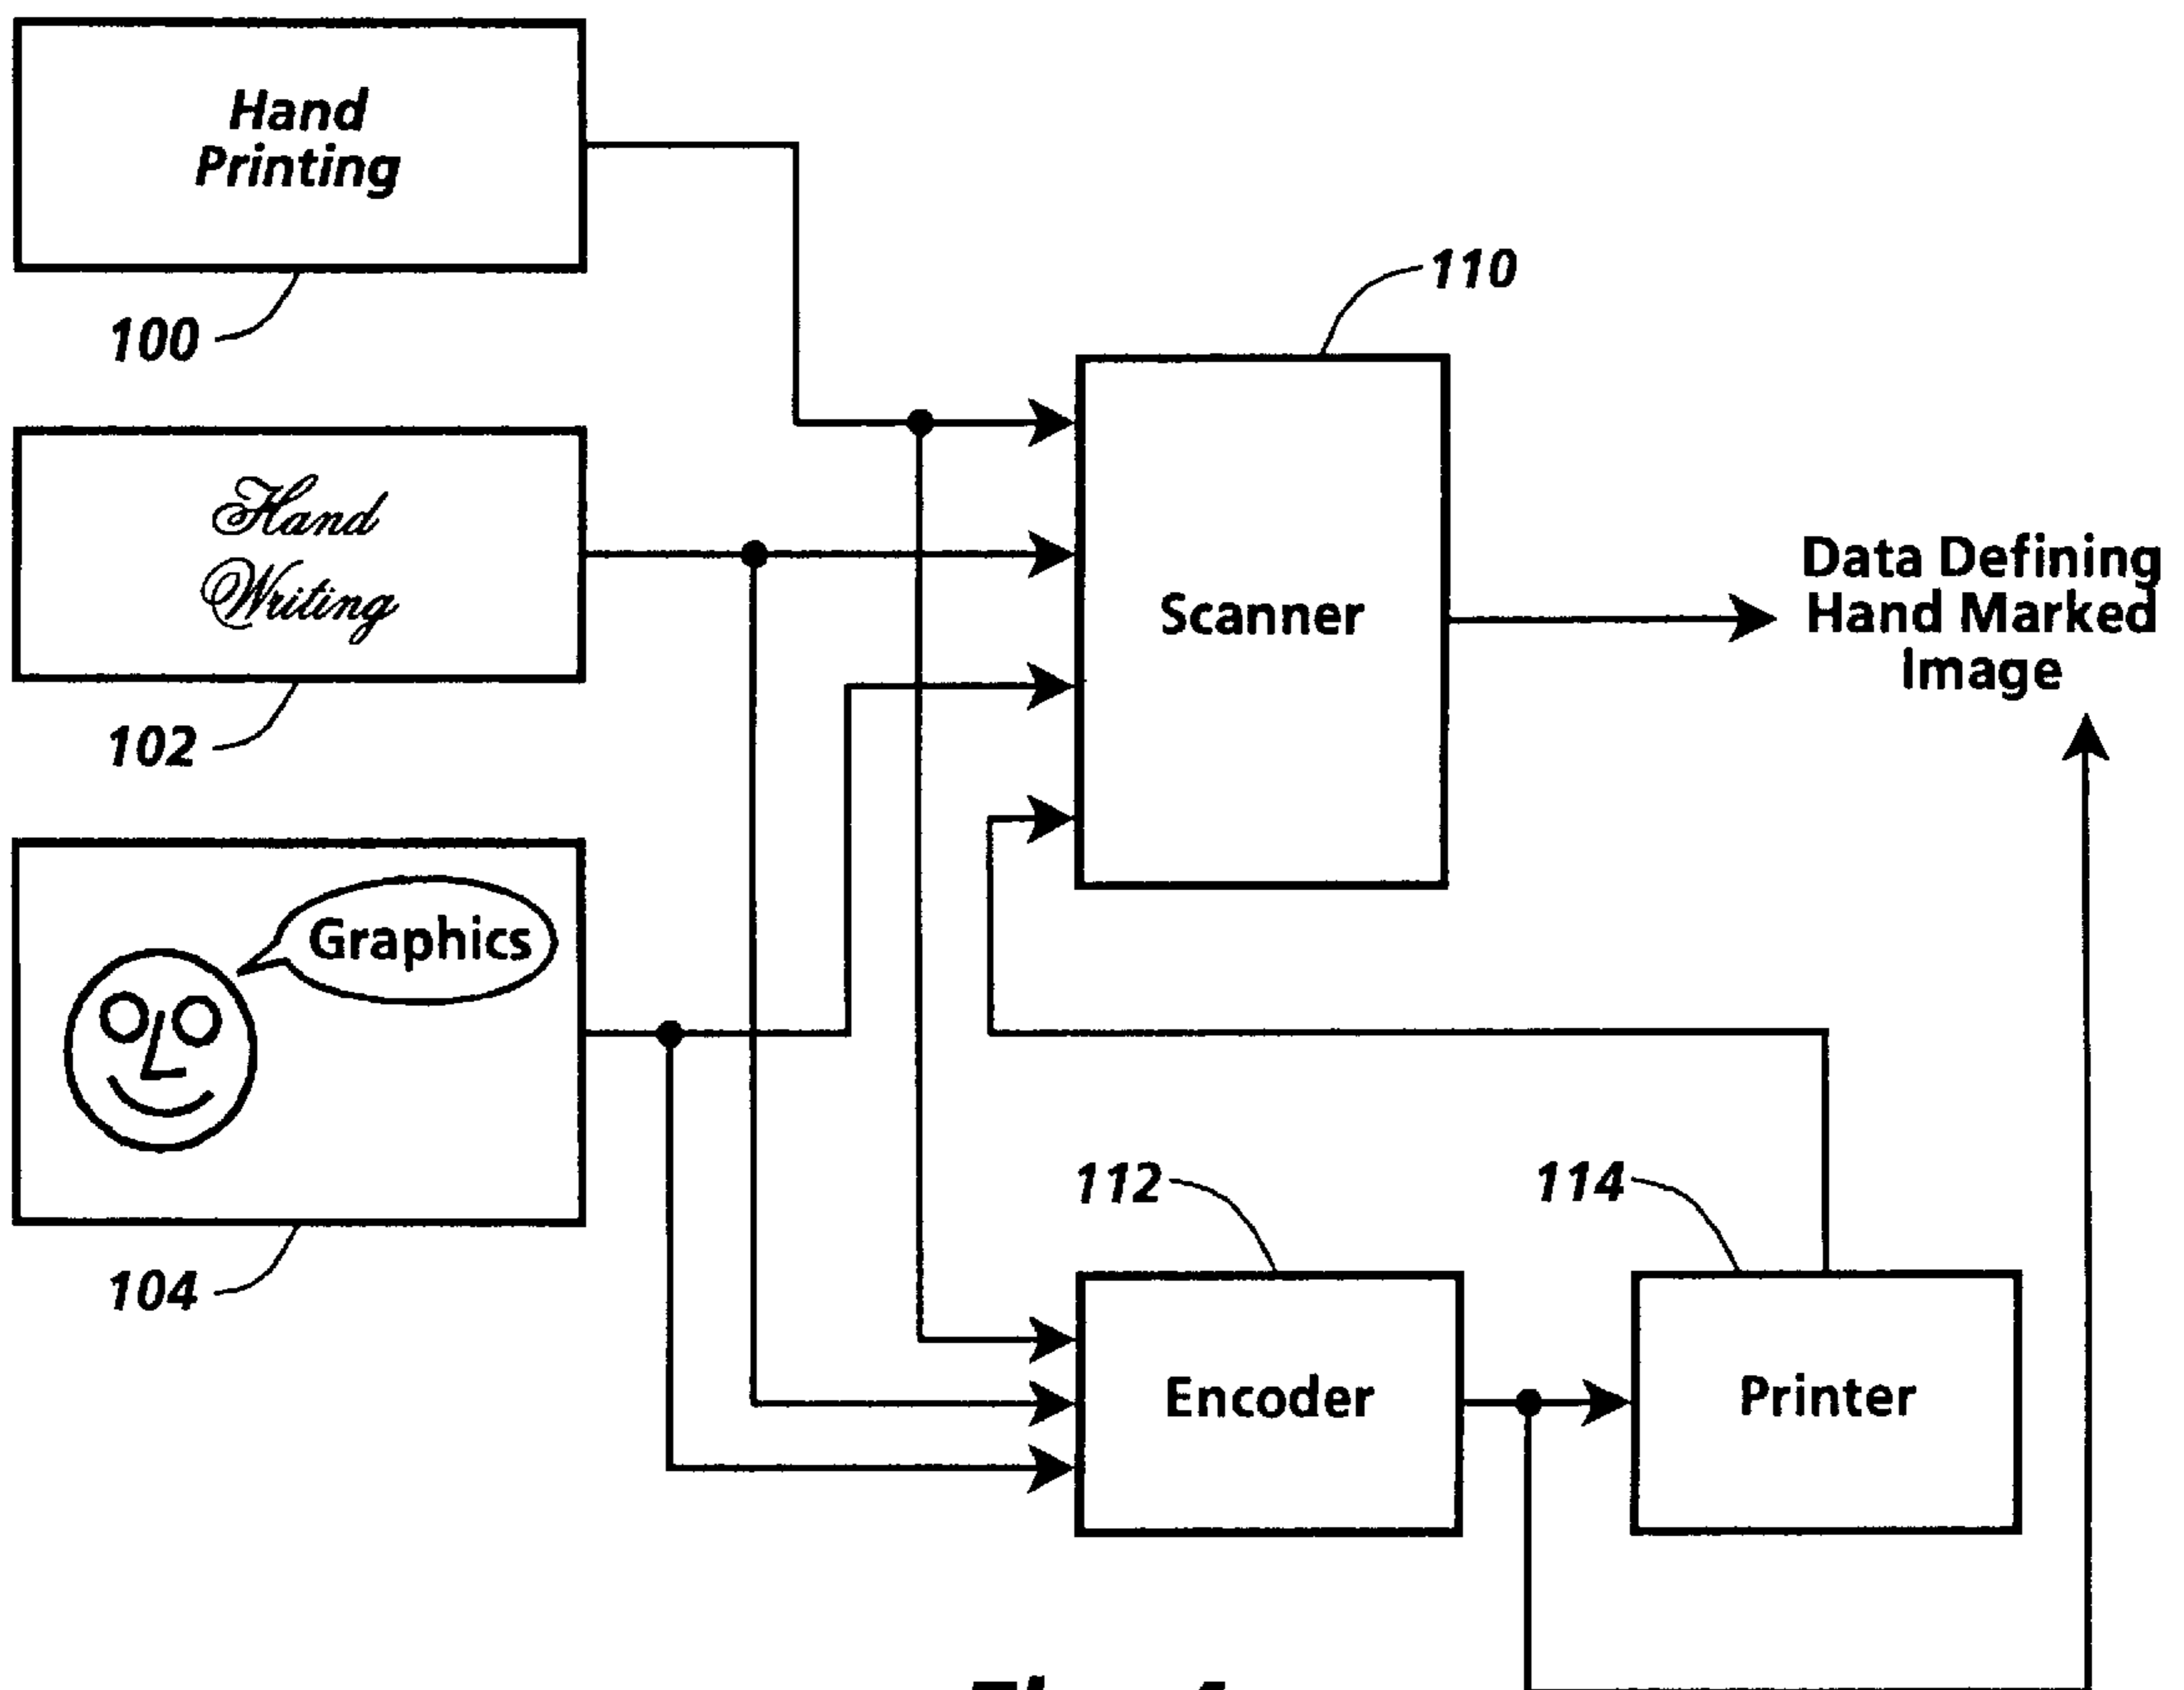 Hand
Printing
100
110
Hand
Writing
102
Scanner
Data Defining
Hand Marked
Image
Graphics
104
112
114
Encoder
Printer